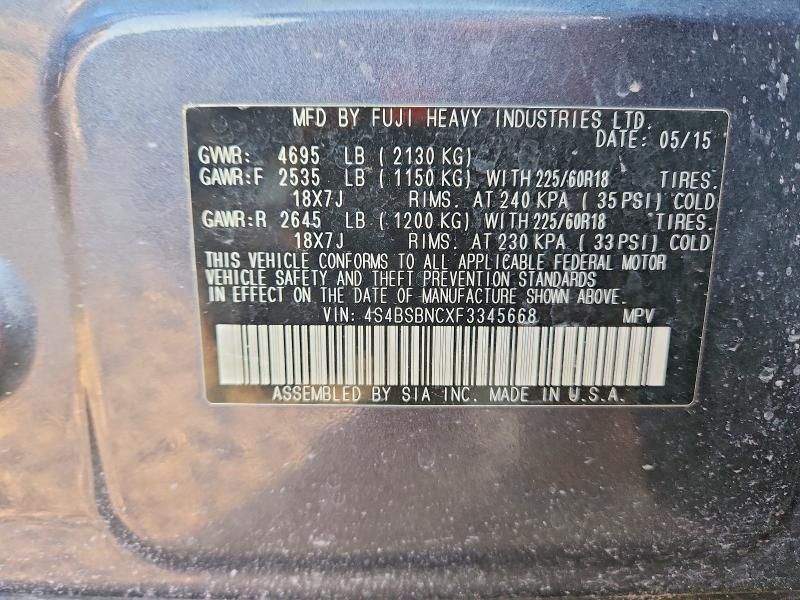 MFD BY FUJI HEAVY INDUSTRIES LTD.
DATE: 05/15
GVWR: 4695 LB ( 2130 KG)
GAWR:F 2535 LB ( 1150 KG) WITH 225/60R18 TIRES.
18X7J RIMS. AT 240 KPA ( 35 PSI) COLD
GAWR:R 2645 LB ( 1200 KG) WITH 225/60R18 TIRES.
18X7J RIMS. AT 230 KPA ( 33 PSI) COLD
THIS VEHICLE CONFORMS TO ALL APPLICABLE FEDERAL MOTOR
VEHICLE SAFETY AND THEFT PREVENTION STANDARDS
IN EFFECT ON THE DATE OF MANUFACTURE SHOWN ABOVE.
VIN: 4S4BSBNCXF3345668 MPV
ASSEMBLED BY SIA INC. MADE IN U.S.A.